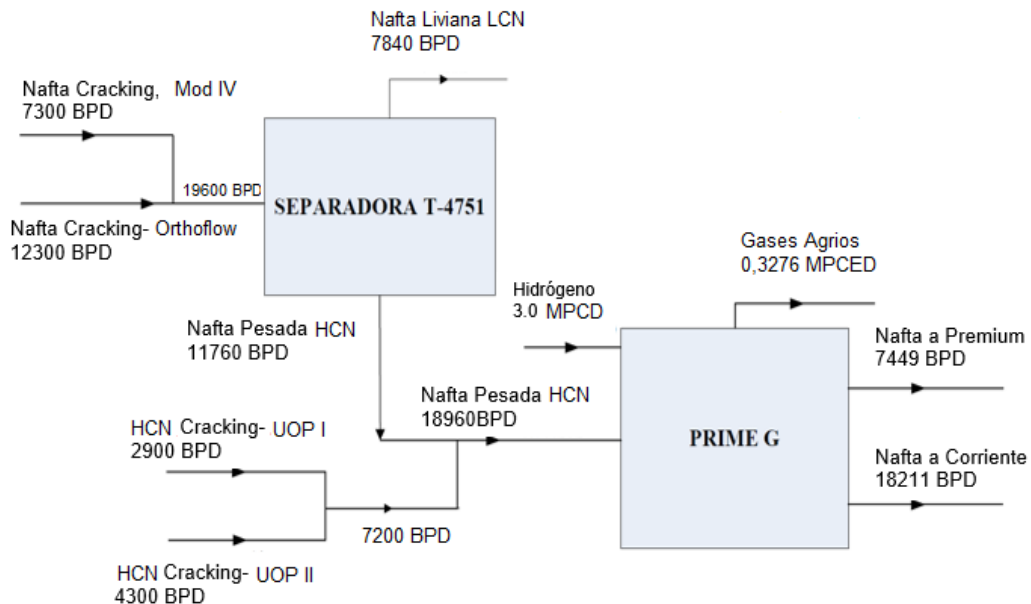 Nafta Liviana LCN
7840 BPD
Nafta Cracking, Mod IV
7300 BPD
19600 BPD
SEPARADORA T-4751
Nafta Cracking- Orthoflow
12300 BPD
Gases Agrios
0,3276 MPCED
Hidrógeno
3.0 MPCD
Nafta Pesada HCN
11760 BPD
Nafta a Premium
7449 BPD
Nafta Pesada HCN
18960BPD
PRIME G
HCN Cracking- UOP I
2900 BPD
Nafta a Corriente
18211 BPD
7200 BPD
HCN Cracking- UOP II
4300 BPD